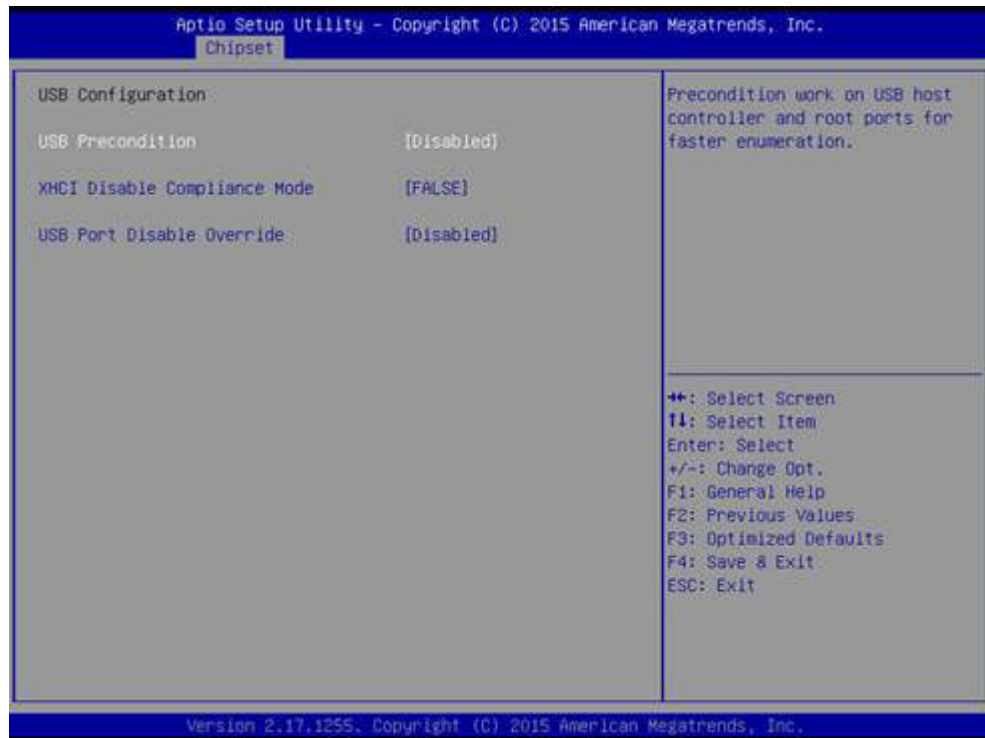 Aptio Setup Utility – Copyright (C) 2015 American Megatrends, Inc.
Chipset
USB Configuration
USB Precondition [Disabled]
XHCI Disable Compliance Mode [FALSE]
USB Port Disable Override [Disabled]
Precondition work on USB host
controller and root ports for
faster enumeration.
→←: Select Screen
↑↓: Select Item
Enter: Select
+/-: Change Opt.
F1: General Help
F2: Previous Values
F3: Optimized Defaults
F4: Save & Exit
ESC: Exit
Version 2.17.1255. Copyright (C) 2015 American Megatrends, Inc.